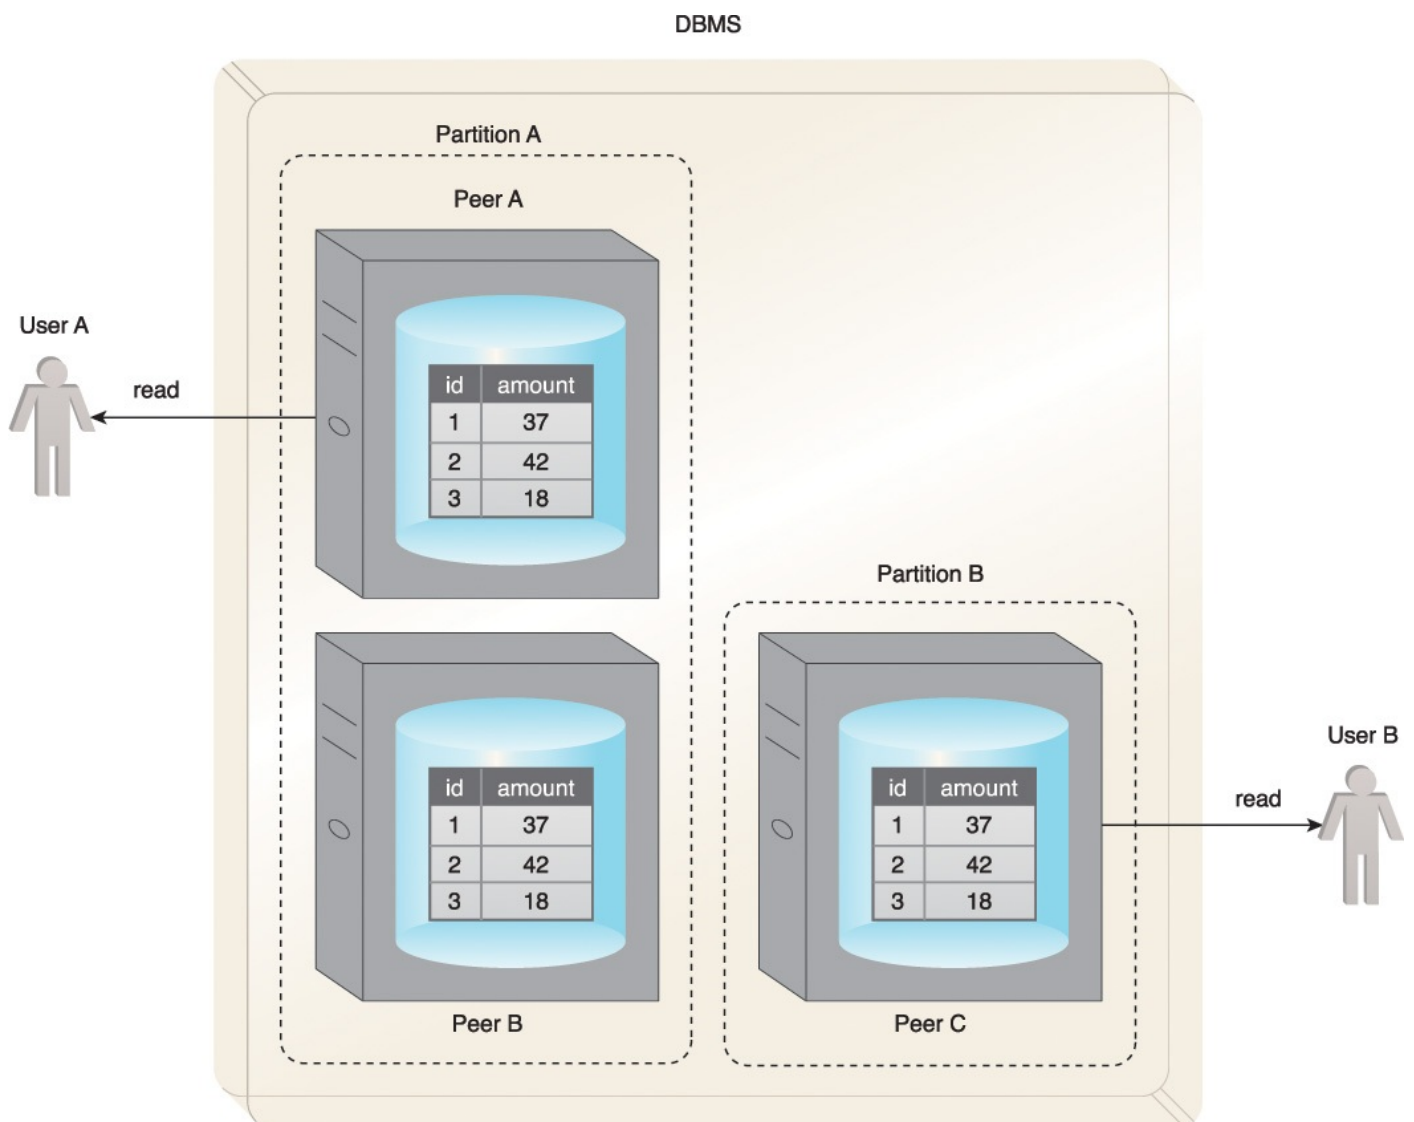 DBMS
Partition A
Peer A
User A
read
id amount
1 37
2 42
3 18
Partition B
User B
read
id amount
1 37
2 42
3 18
Peer B
id amount
1 37
2 42
3 18
Peer C